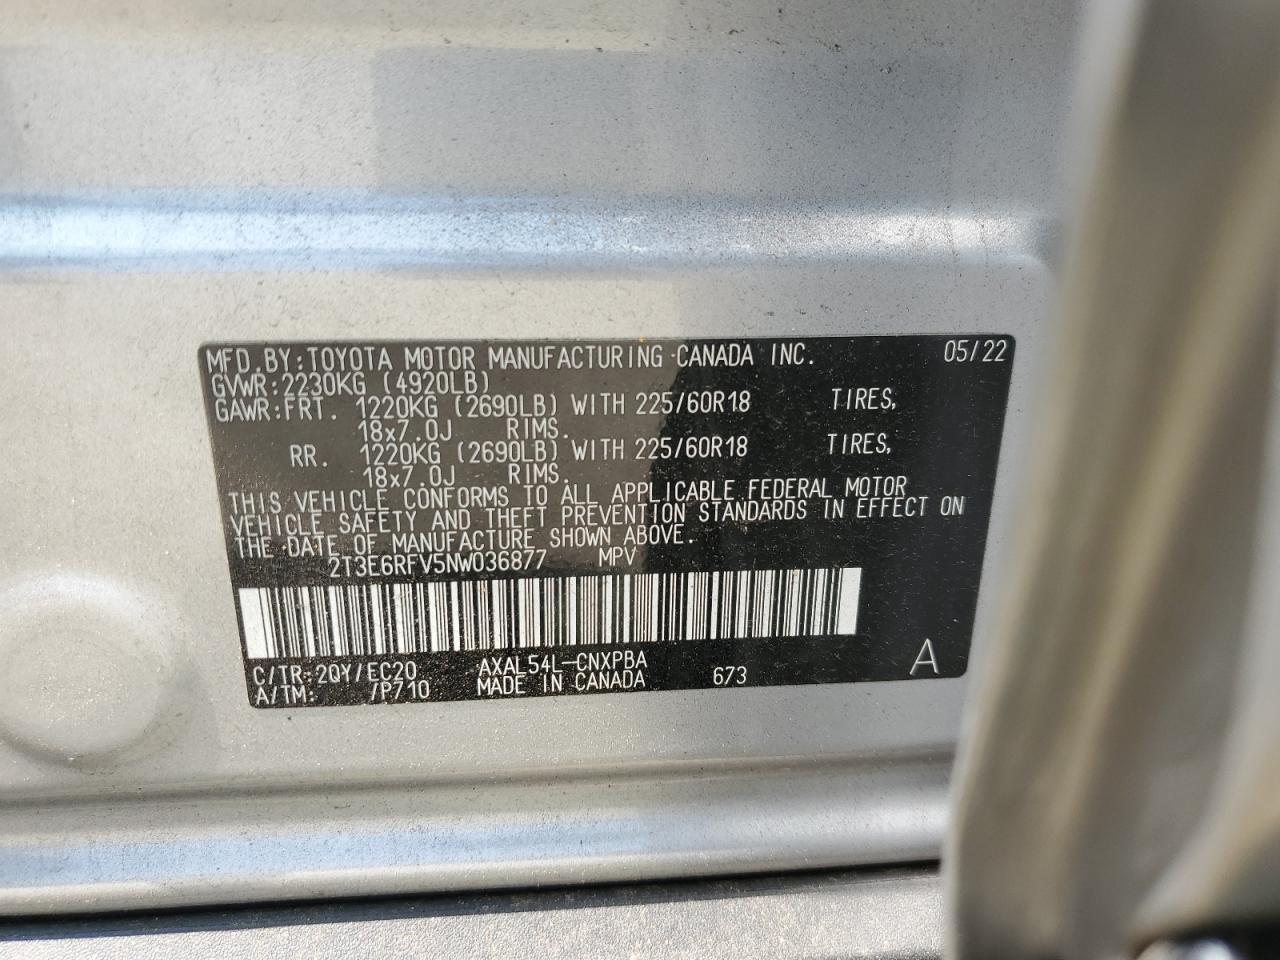 MFD.BY:TOYOTA MOTOR MANUFACTURING CANADA INC. 05/22
GVWR:2230KG (4920LB)
GAWR:FRT. 1220KG (2690LB) WITH 225/60R18 TIRES,
18x7.0J RIMS.
RR. 1220KG (2690LB) WITH 225/60R18 TIRES,
18x7.0J RIMS.
THIS VEHICLE CONFORMS TO ALL APPLICABLE FEDERAL MOTOR
VEHICLE SAFETY AND THEFT PREVENTION STANDARDS IN EFFECT ON
THE DATE OF MANUFACTURE SHOWN ABOVE.
2T3E6RFV5NW036877 MPV
C/TR:2QY/EC20 AXAL54L-CNXPBA 673 A
A/TM: /P710 MADE IN CANADA